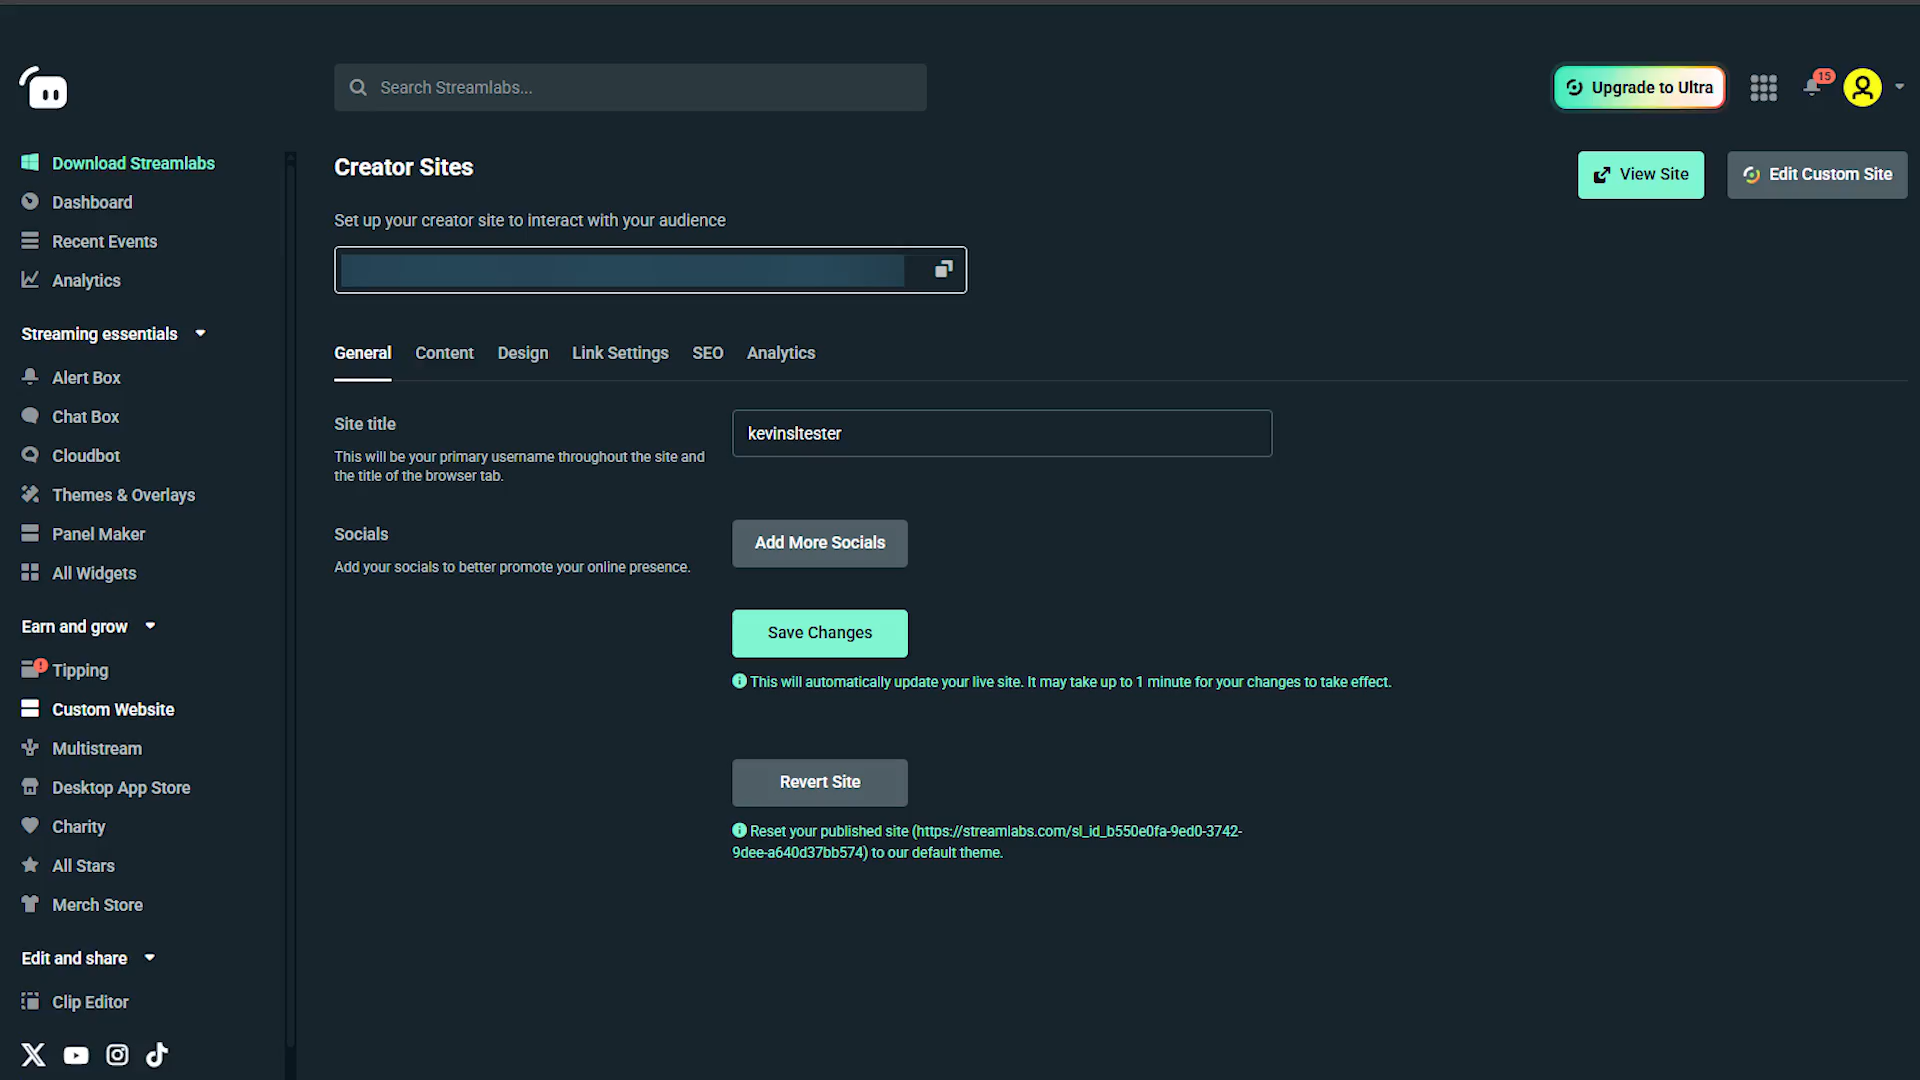 Search Streamlabs...
Upgrade to Ultra
15
Download Streamlabs
Dashboard
Recent Events
Analytics
Streaming essentials
Alert Box
Chat Box
Cloudbot
Themes & Overlays
Panel Maker
All Widgets
Earn and grow
Tipping
Custom Website
Multistream
Desktop App Store
Charity
All Stars
Merch Store
Edit and share
Clip Editor
Creator Sites
View Site
Edit Custom Site
Set up your creator site to interact with your audience
General Content Design Link Settings SEO Analytics
Site title
This will be your primary username throughout the site and
the title of the browser tab.
kevinsltester
Socials
Add your socials to better promote your online presence.
Add More Socials
Save Changes
This will automatically update your live site. It may take up to 1 minute for your changes to take effect.
Revert Site
Reset your published site (https://streamlabs.com/sl_id_b550e0fa-9ed0-3742-
9dee-a640d37bb574) to our default theme.